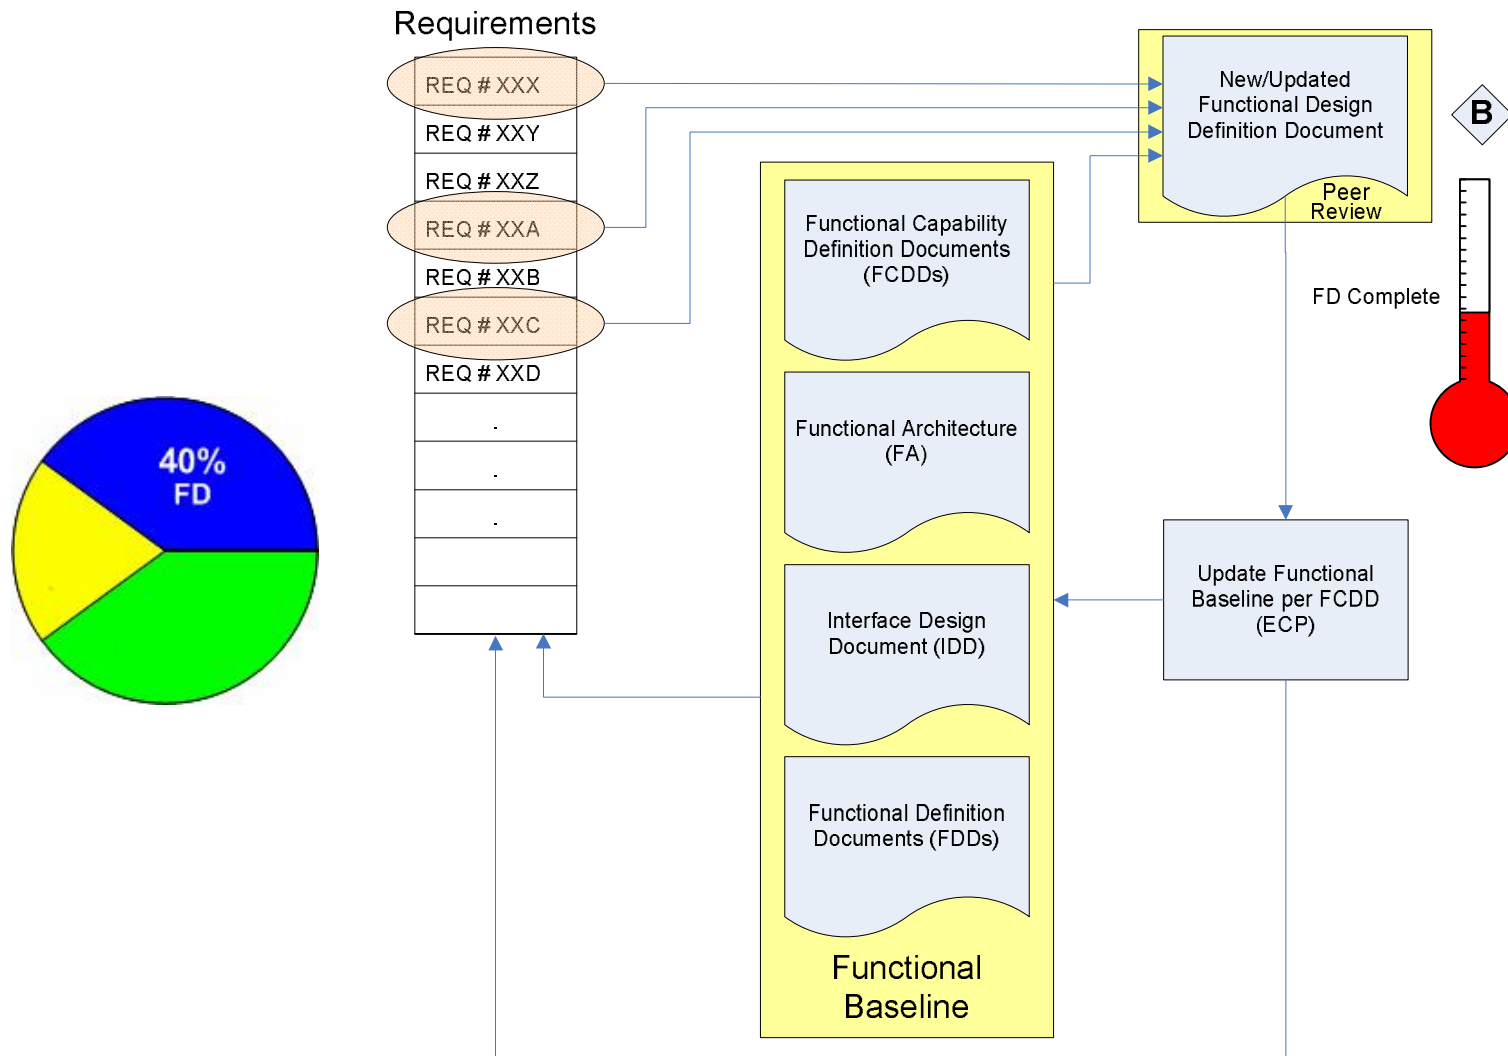 Requirements
REQ # XXX
REQ # XXY
REQ # XXZ
REQ # XXA
REQ # XXB
REQ # XXC
REQ # XXD
.
.
.
40%
FD
Functional Capability
Definition Documents
(FCDDs)
Functional Architecture
(FA)
Interface Design
Document (IDD)
Functional Definition
Documents (FDDs)
Functional
Baseline
New/Updated
Functional Design
Definition Document
Peer
Review
B
FD Complete
Update Functional
Baseline per FCDD
(ECP)